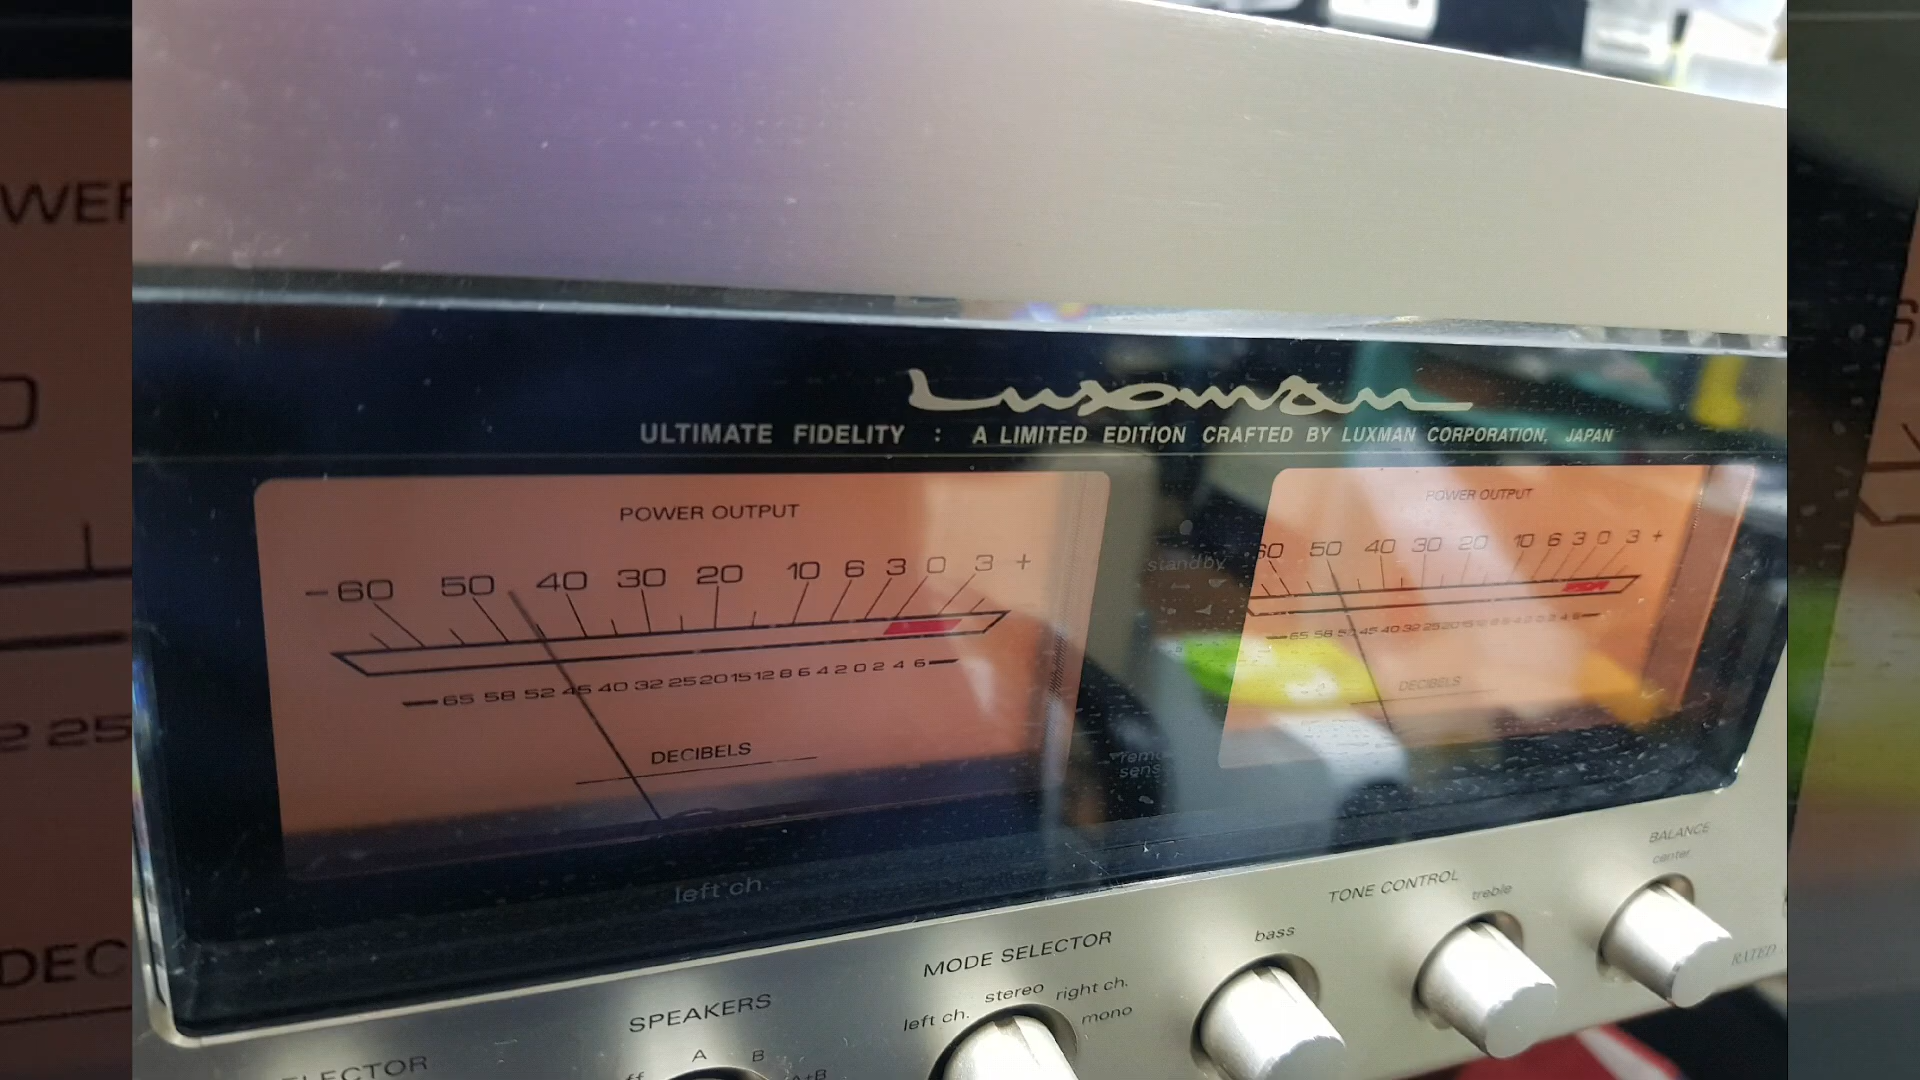 Luxman
ULTIMATE FIDELITY : A LIMITED EDITION CRAFTED BY LUXMAN CORPORATION, JAPAN
POWER OUTPUT
-60 50 40 30 20 10 6 3 0 3 +
65 58 52 45 40 32 25 20 15 12 8 6 4 2 0 2 4 6
DECIBELS
left ch.
standby
POWER OUTPUT
60 50 40 30 20 10 6 3 0 3 +
DECIBELS
SPEAKERS
A B
A+B
MODE SELECTOR
left ch. stereo right ch.
mono
bass
TONE CONTROL
treble
BALANCE
center
RATED